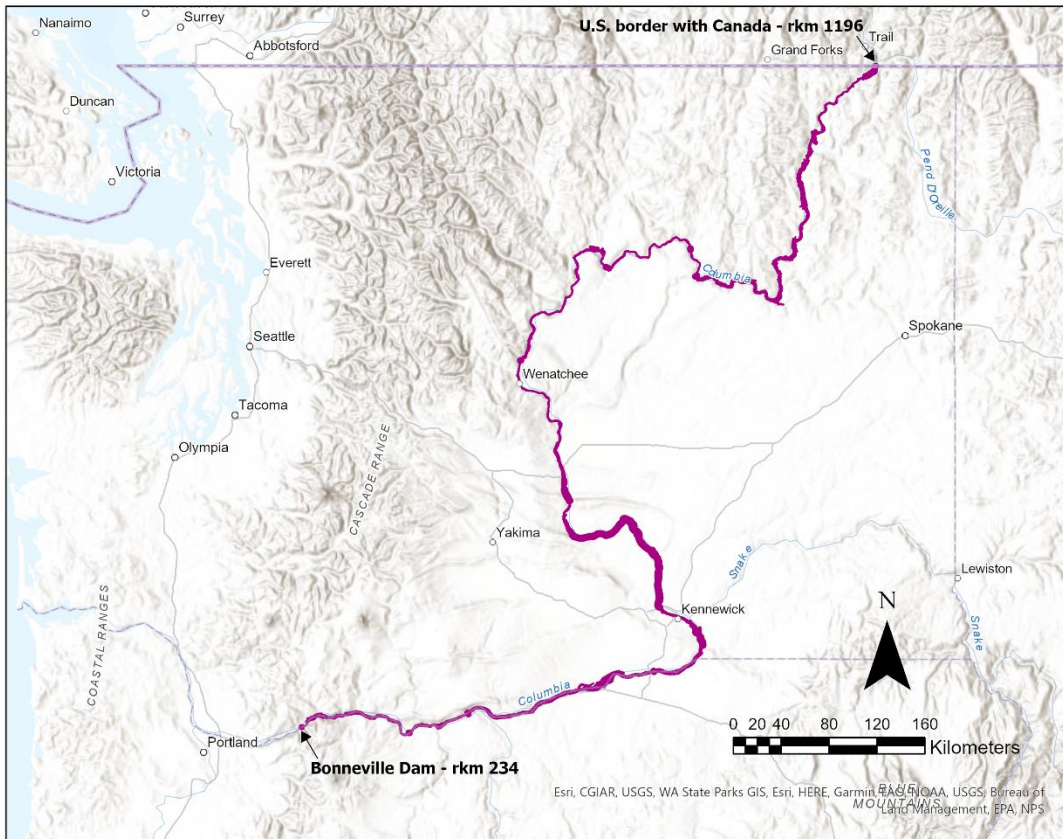 Nanaimo
Surrey
Abbotsford
U.S. border with Canada - rkm 1196
Trail
Grand Forks
Duncan
Victoria
Pend D'Oreille
Everett
Columbia
Seattle
Spokane
Wenatchee
Tacoma
Olympia
CASCADE RANGE
Yakima
Snake
Lewiston
Kennewick
N
Snake
COASTAL RANGES
Columbia
0 20 40 80 120 160
Kilometers
Portland
Bonneville Dam - rkm 234
BLUE
MOUNTAINS
Esri, CGIAR, USGS, WA State Parks GIS, Esri, HERE, Garmin, FAO, NOAA, USGS, Bureau of
Land Management, EPA, NPS